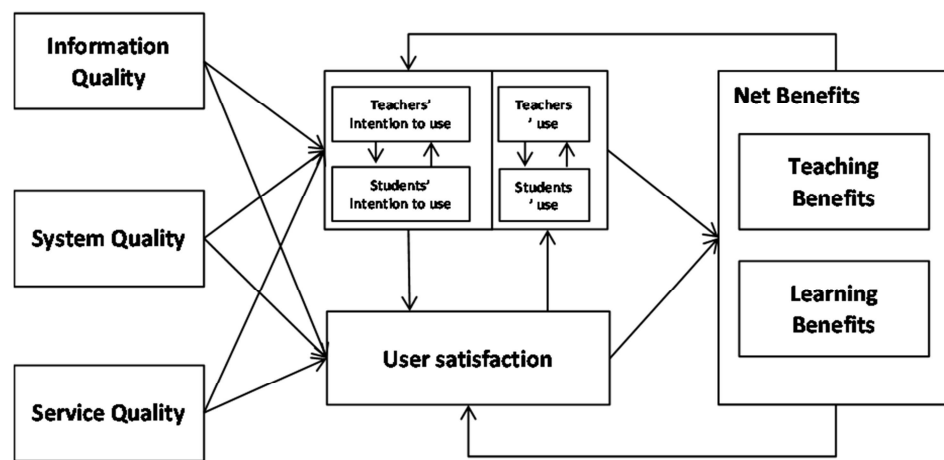 Information
Quality
System Quality
Service Quality
Teachers'
Intention to use
Students'
Intention to use
Teachers
' use
Students
' use
User satisfaction
Net Benefits
Teaching
Benefits
Learning
Benefits